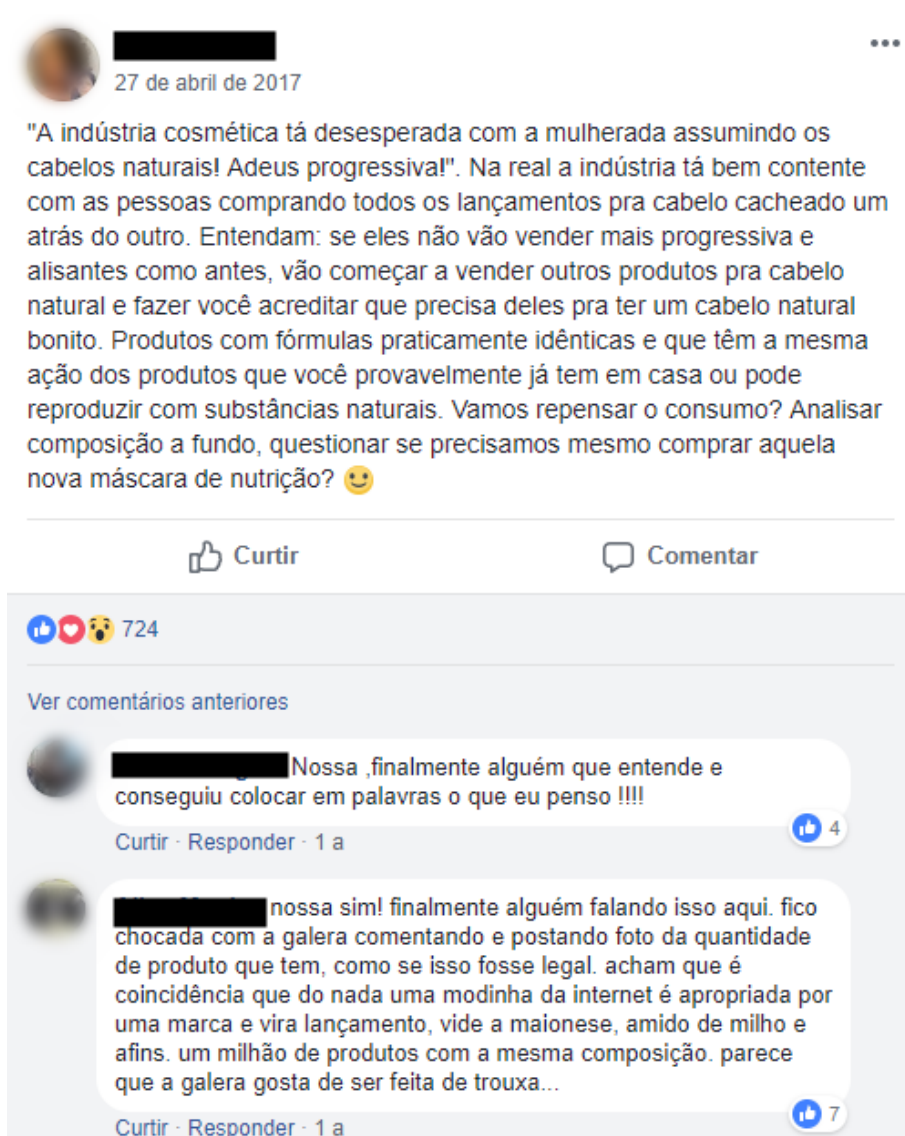 27 de abril de 2017
"A indústria cosmética tá desesperada com a mulherada assumindo os
cabelos naturais! Adeus progressiva!". Na real a indústria tá bem contente
com as pessoas comprando todos os lançamentos pra cabelo cacheado um
atrás do outro. Entendam: se eles não vão vender mais progressiva e
alisantes como antes, vão começar a vender outros produtos pra cabelo
natural e fazer você acreditar que precisa deles pra ter um cabelo natural
bonito. Produtos com fórmulas praticamente idênticas e que têm a mesma
ação dos produtos que você provavelmente já tem em casa ou pode
reproduzir com substâncias naturais. Vamos repensar o consumo? Analisar
composição a fundo, questionar se precisamos mesmo comprar aquela
nova máscara de nutrição? 🙂
Curtir Comentar
724
Ver comentários anteriores
Nossa ,finalmente alguém que entende e
conseguiu colocar em palavras o que eu penso !!!!
4
Curtir · Responder · 1 a
nossa sim! finalmente alguém falando isso aqui. fico
chocada com a galera comentando e postando foto da quantidade
de produto que tem, como se isso fosse legal. acham que é
coincidência que do nada uma modinha da internet é apropriada por
uma marca e vira lançamento, vide a maionese, amido de milho e
afins. um milhão de produtos com a mesma composição. parece
que a galera gosta de ser feita de trouxa...
7
Curtir · Responder · 1 a